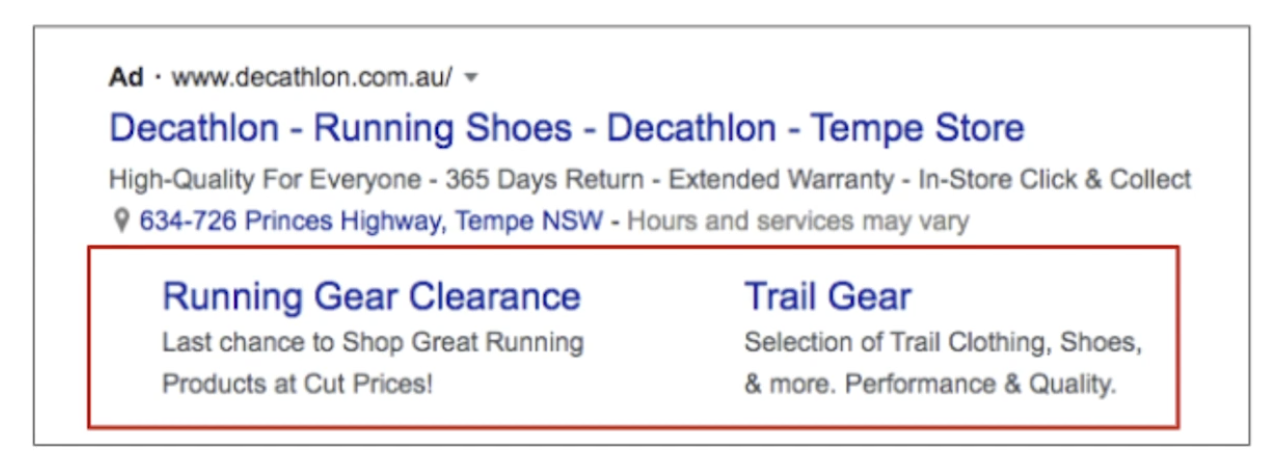 Ad · www.decathlon.com.au/
Decathlon - Running Shoes - Decathlon - Tempe Store
High-Quality For Everyone - 365 Days Return - Extended Warranty - In-Store Click & Collect
634-726 Princes Highway, Tempe NSW - Hours and services may vary
Running Gear Clearance
Last chance to Shop Great Running
Products at Cut Prices!
Trail Gear
Selection of Trail Clothing, Shoes,
& more. Performance & Quality.